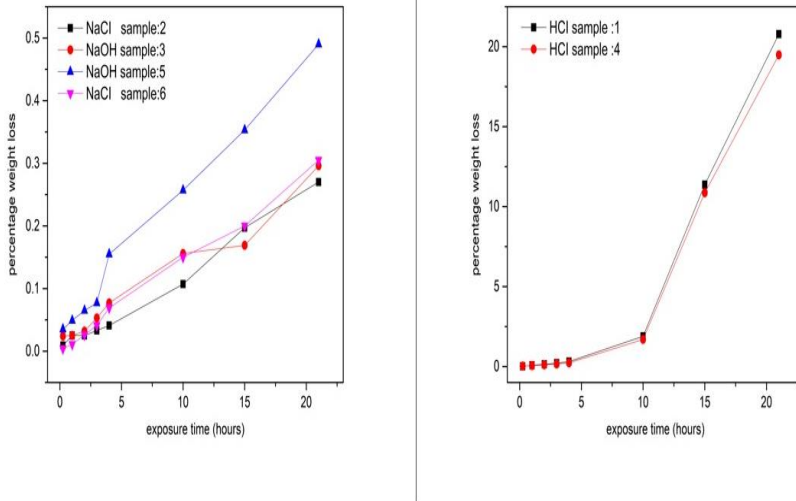 NaCl sample:2
NaOH sample:3
NaOH sample:5
NaCl sample:6
percentage weight loss
0.5
0.4
0.3
0.2
0.1
0.0
0 5 10 15 20
exposure time (hours)
HCl sample :1
HCl sample :4
percentage weight loss
20
15
10
5
0
0 5 10 15 20
exposure time (hours)